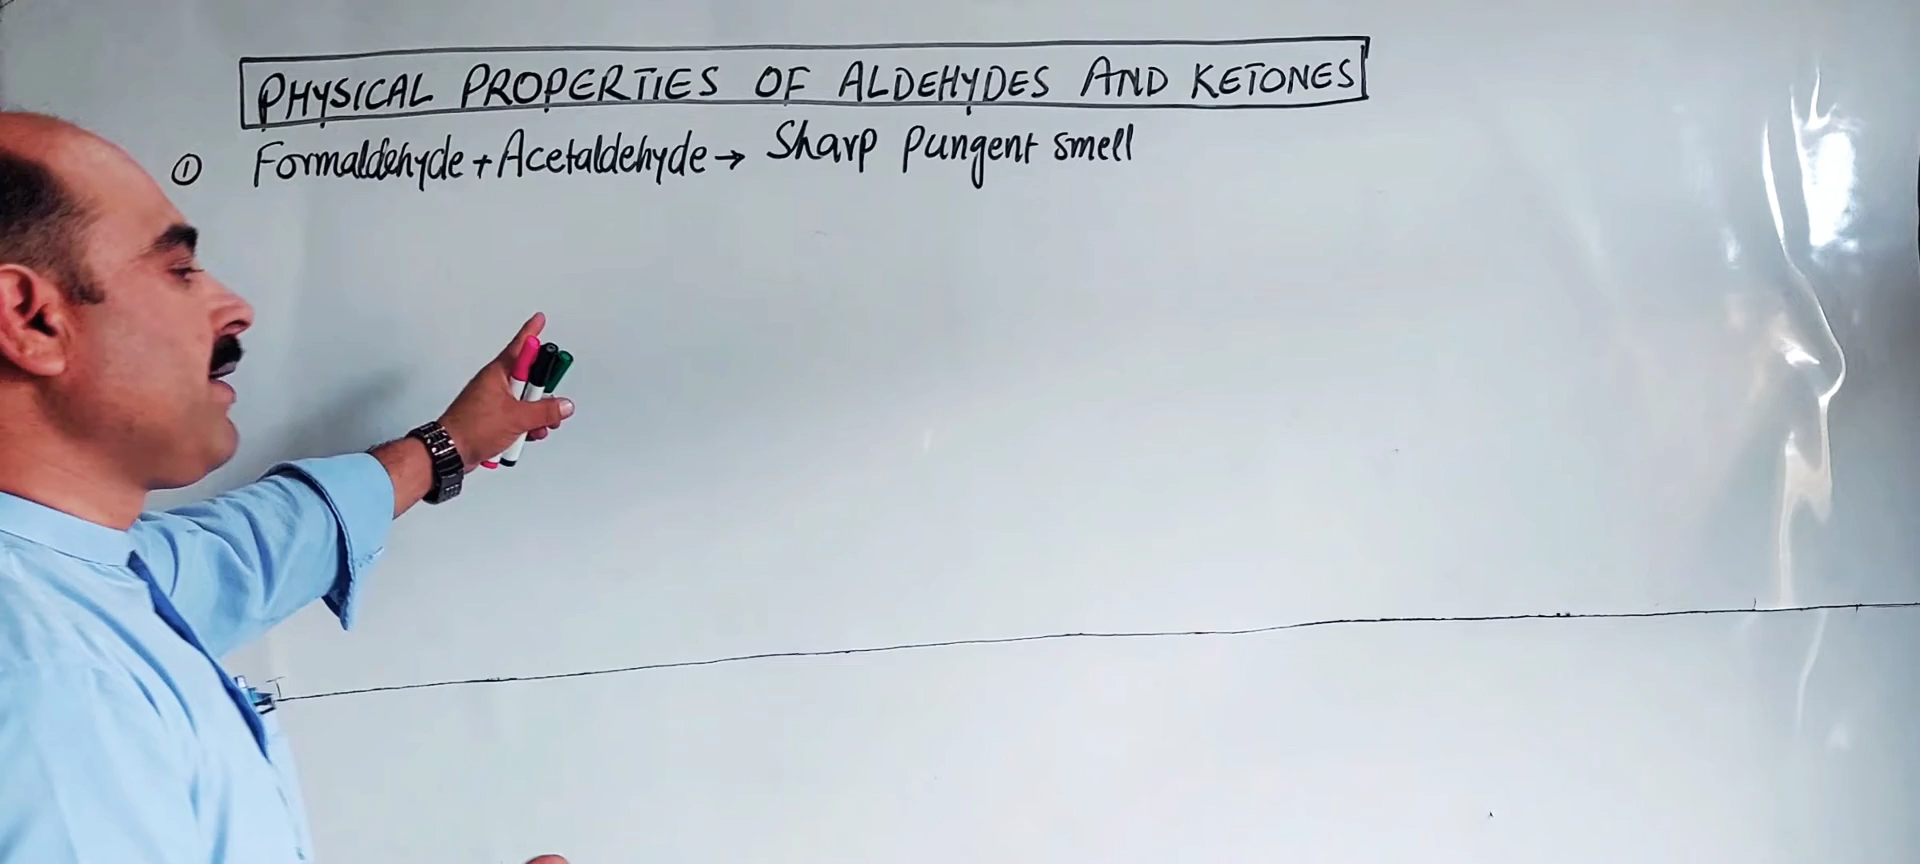 PHYSICAL PROPERTIES OF ALDEHYDES AND KETONES
① Formaldehyde + Acetaldehyde → Sharp pungent smell